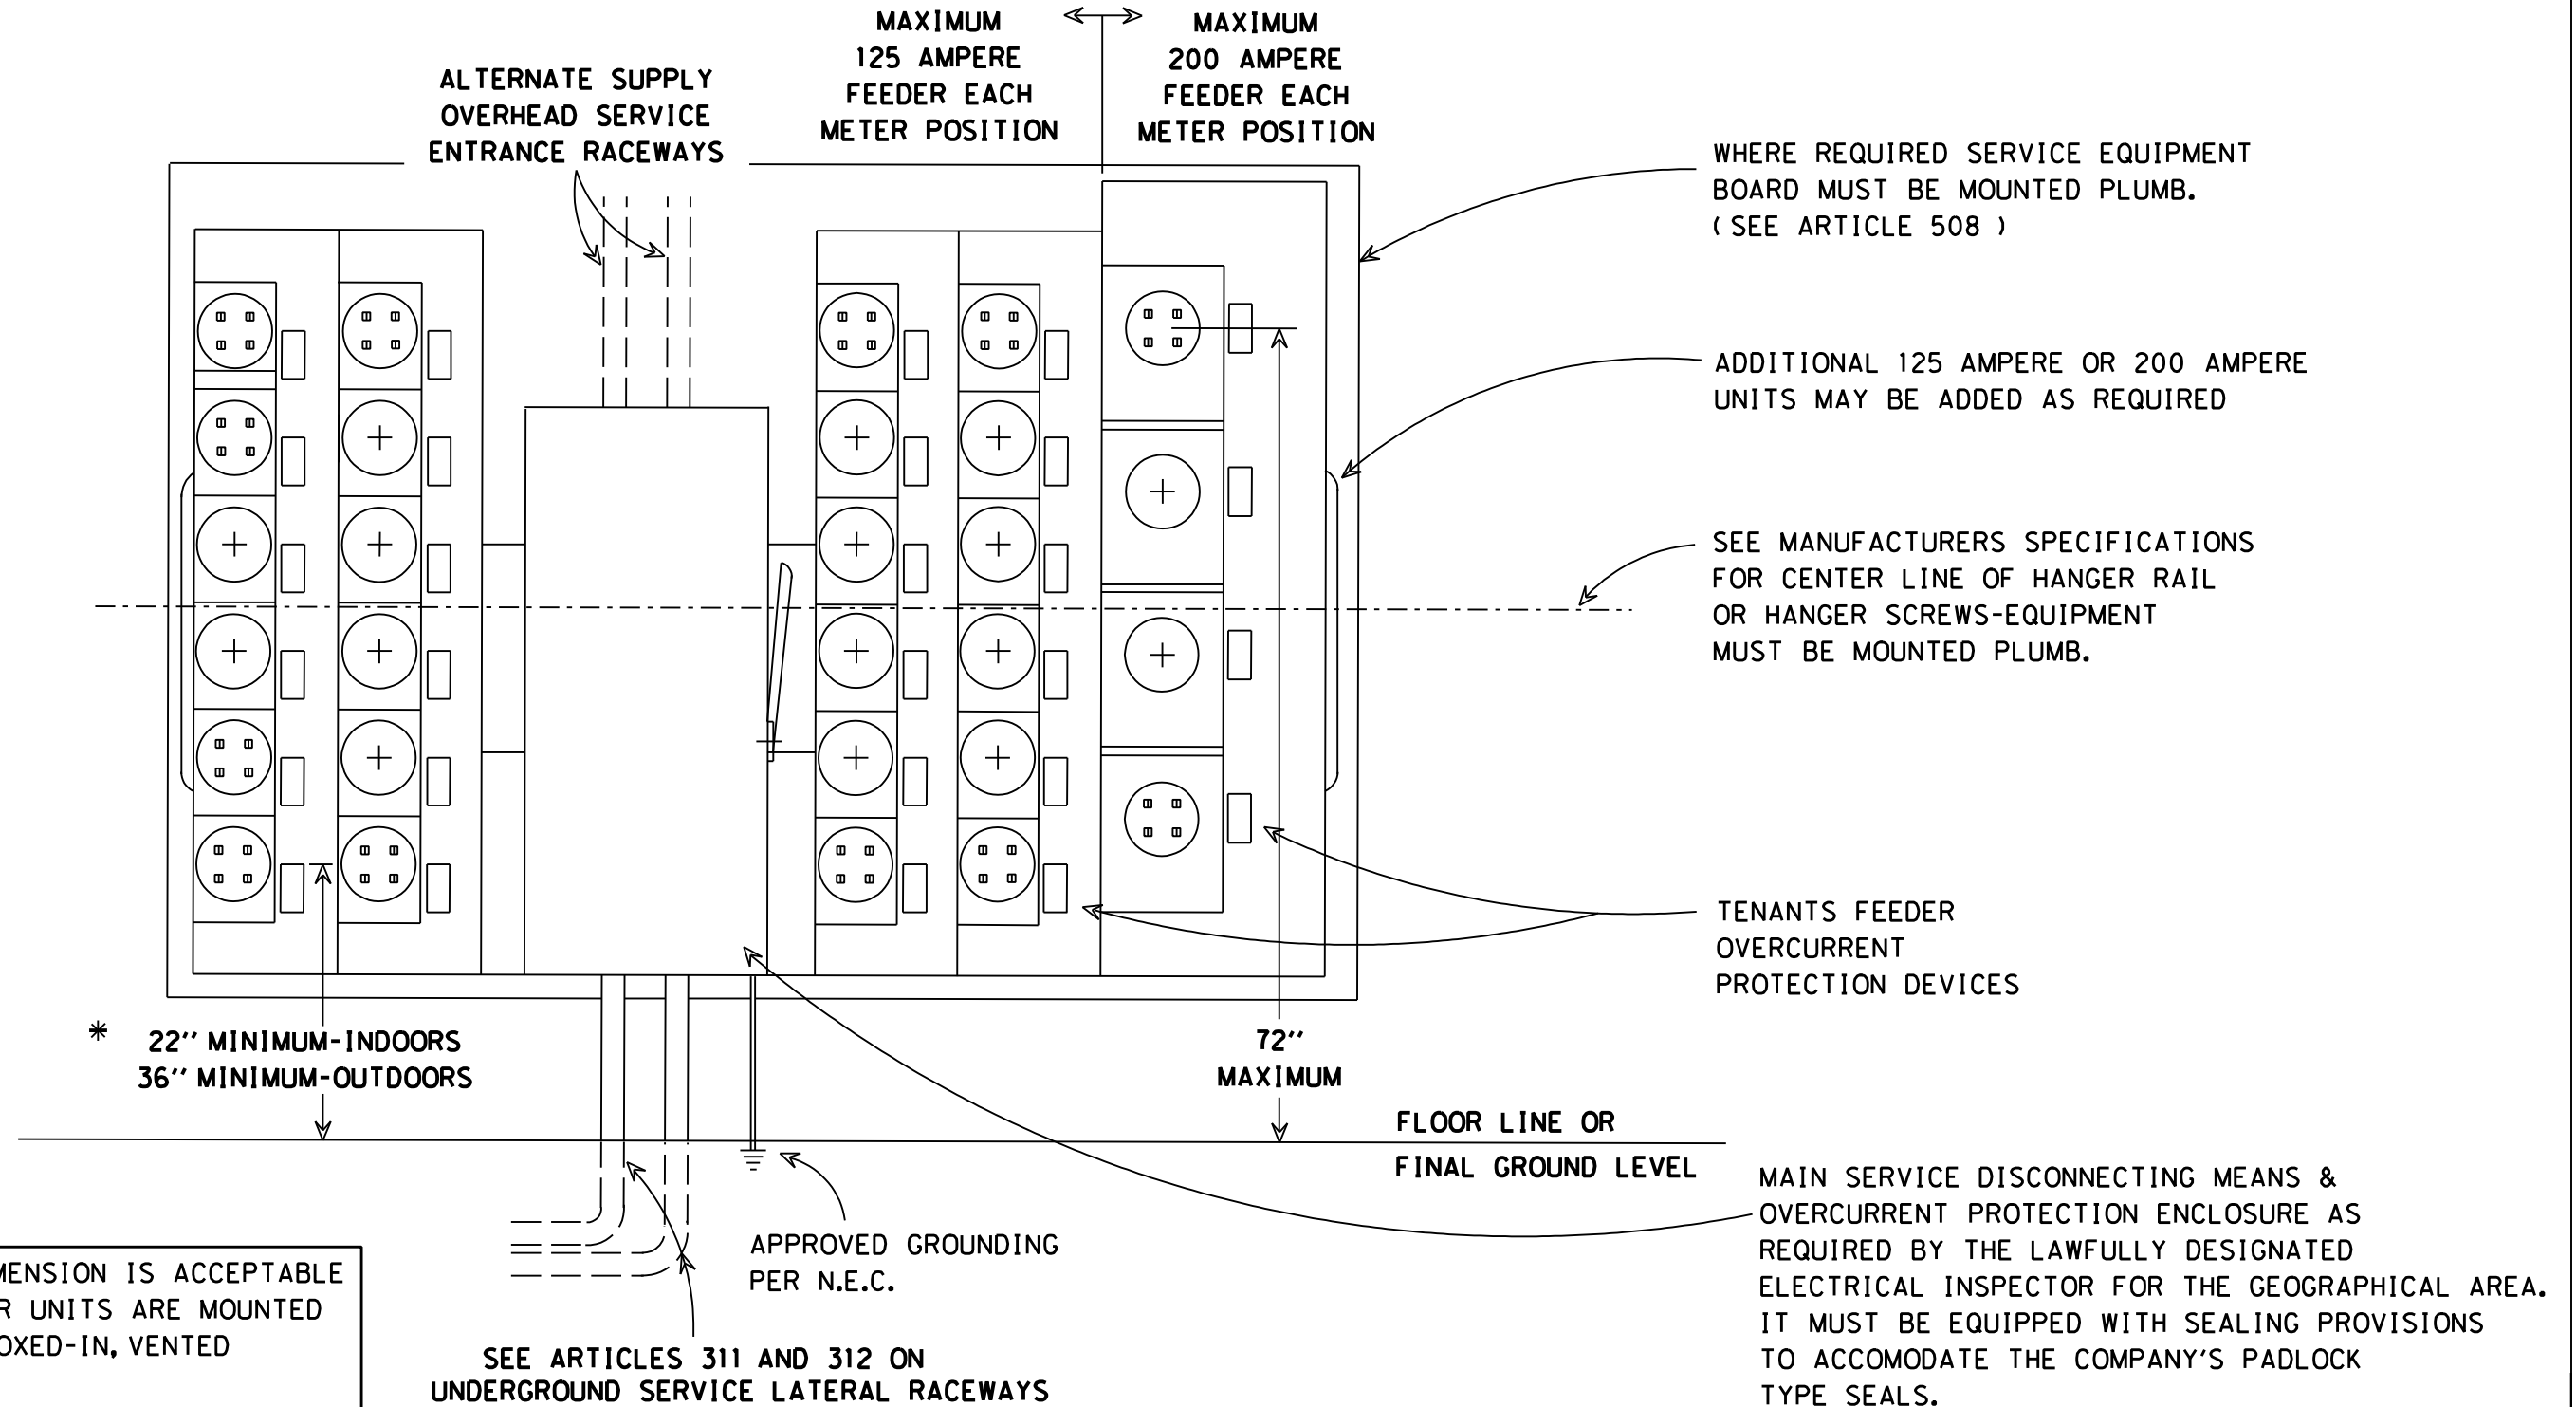 MAXIMUM
125 AMPERE
FEEDER EACH
METER POSITION
MAXIMUM
200 AMPERE
FEEDER EACH
METER POSITION
ALTERNATE SUPPLY
OVERHEAD SERVICE
ENTRANCE RACEWAYS
WHERE REQUIRED SERVICE EQUIPMENT
BOARD MUST BE MOUNTED PLUMB.
( SEE ARTICLE 508 )
ADDITIONAL 125 AMPERE OR 200 AMPERE
UNITS MAY BE ADDED AS REQUIRED
SEE MANUFACTURERS SPECIFICATIONS
FOR CENTER LINE OF HANGER RAIL
OR HANGER SCREWS-EQUIPMENT
MUST BE MOUNTED PLUMB.
TENANTS FEEDER
OVERCURRENT
PROTECTION DEVICES
* 22'' MINIMUM-INDOORS
36'' MINIMUM-OUTDOORS
72''
MAXIMUM
FLOOR LINE OR
FINAL GROUND LEVEL
MAIN SERVICE DISCONNECTING MEANS &
OVERCURRENT PROTECTION ENCLOSURE AS
REQUIRED BY THE LAWFULLY DESIGNATED
ELECTRICAL INSPECTOR FOR THE GEOGRAPHICAL AREA.
IT MUST BE EQUIPPED WITH SEALING PROVISIONS
TO ACCOMODATE THE COMPANY'S PADLOCK
TYPE SEALS.
APPROVED GROUNDING
PER N.E.C.
SEE ARTICLES 311 AND 312 ON
UNDERGROUND SERVICE LATERAL RACEWAYS
IS ACCEPTABLE
UNITS ARE MOUNTED
VENTED